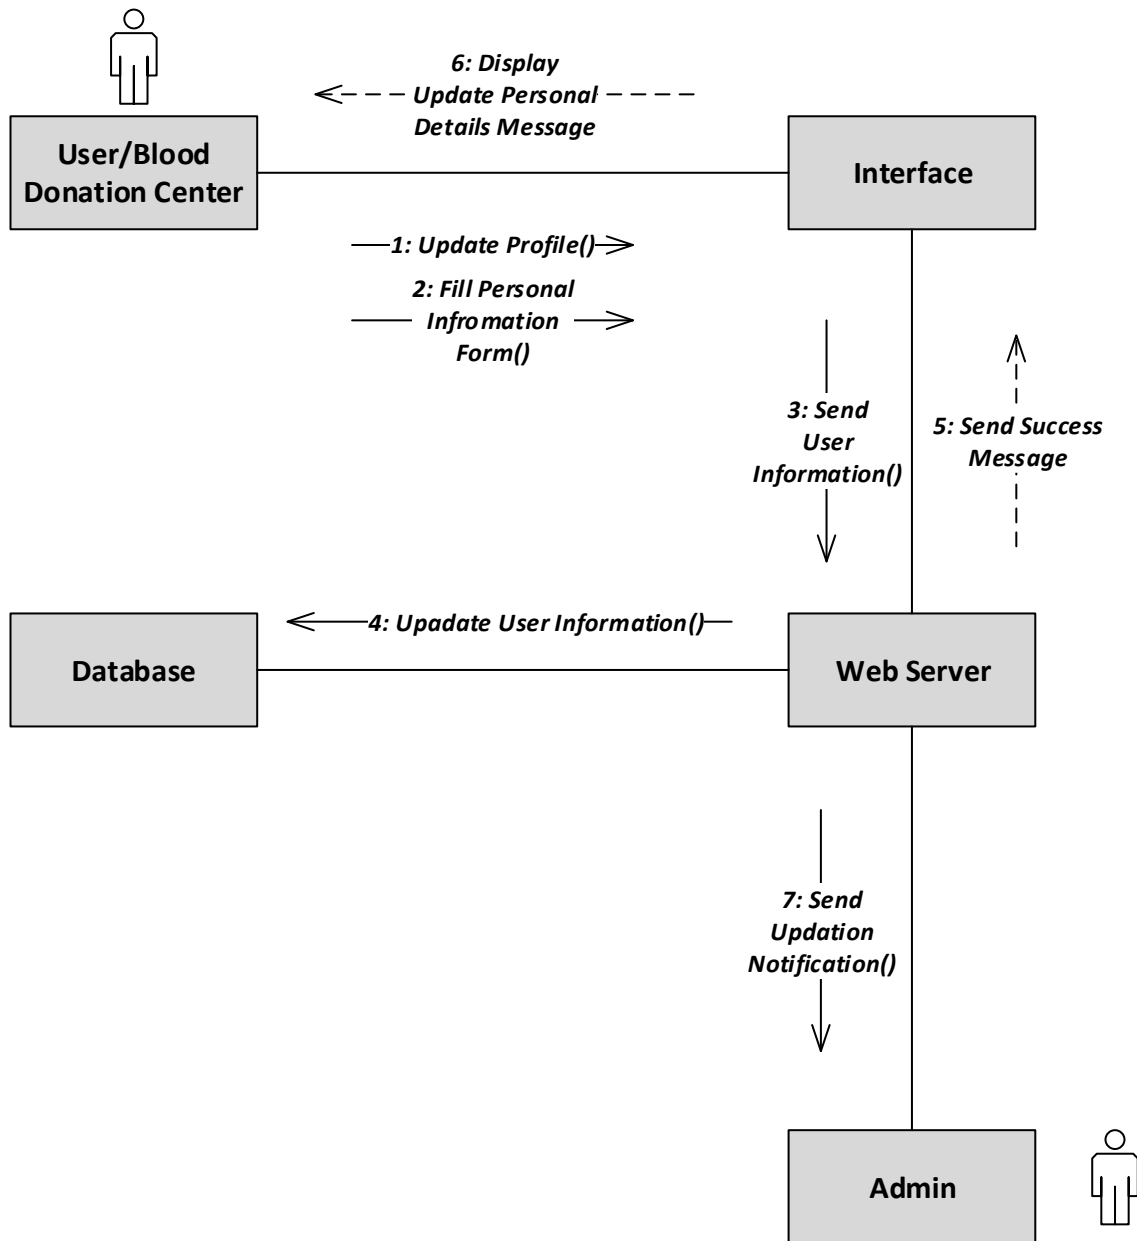 6: Display
Update Personal
Details Message
User/Blood
Donation Center
Interface
1: Update Profile()
2: Fill Personal
Infromation
Form()
3: Send
User
Information()
5: Send Success
Message
4: Upadate User Information()
Database
Web Server
7: Send
Updation
Notification()
Admin